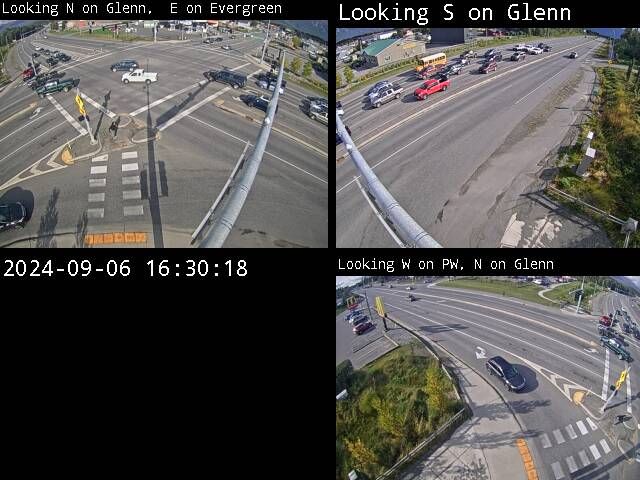 Looking N on Glenn, E on Evergreen
Looking S on Glenn
2024-09-06 16:30:18
Looking W on PW, N on Glenn